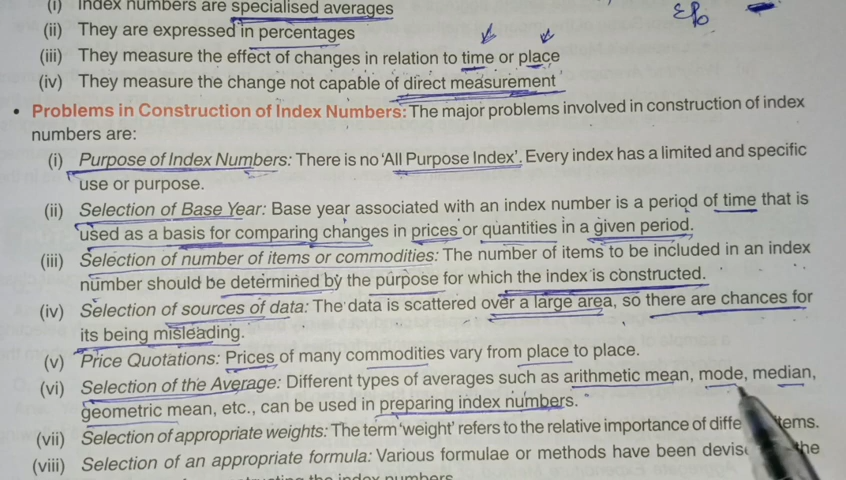 (i) Index numbers are specialised averages
(ii) They are expressed in percentages
(iii) They measure the effect of changes in relation to time or place
(iv) They measure the change not capable of direct measurement
• Problems in Construction of Index Numbers: The major problems involved in construction of index
numbers are:
(i) Purpose of Index Numbers: There is no 'All Purpose Index'. Every index has a limited and specific
use or purpose.
(ii) Selection of Base Year: Base year associated with an index number is a period of time that is
used as a basis for comparing changes in prices or quantities in a given period.
(iii) Selection of number of items or commodities: The number of items to be included in an index
number should be determined by the purpose for which the index is constructed.
(iv) Selection of sources of data: The data is scattered over a large area, so there are chances for
its being misleading.
(v) Price Quotations: Prices of many commodities vary from place to place.
(vi) Selection of the Average: Different types of averages such as arithmetic mean, mode, median,
geometric mean, etc., can be used in preparing index numbers.
(vii) Selection of appropriate weights: The term 'weight' refers to the relative importance of items.
(viii) Selection of an appropriate formula: Various formulae or methods have been the
index numbers